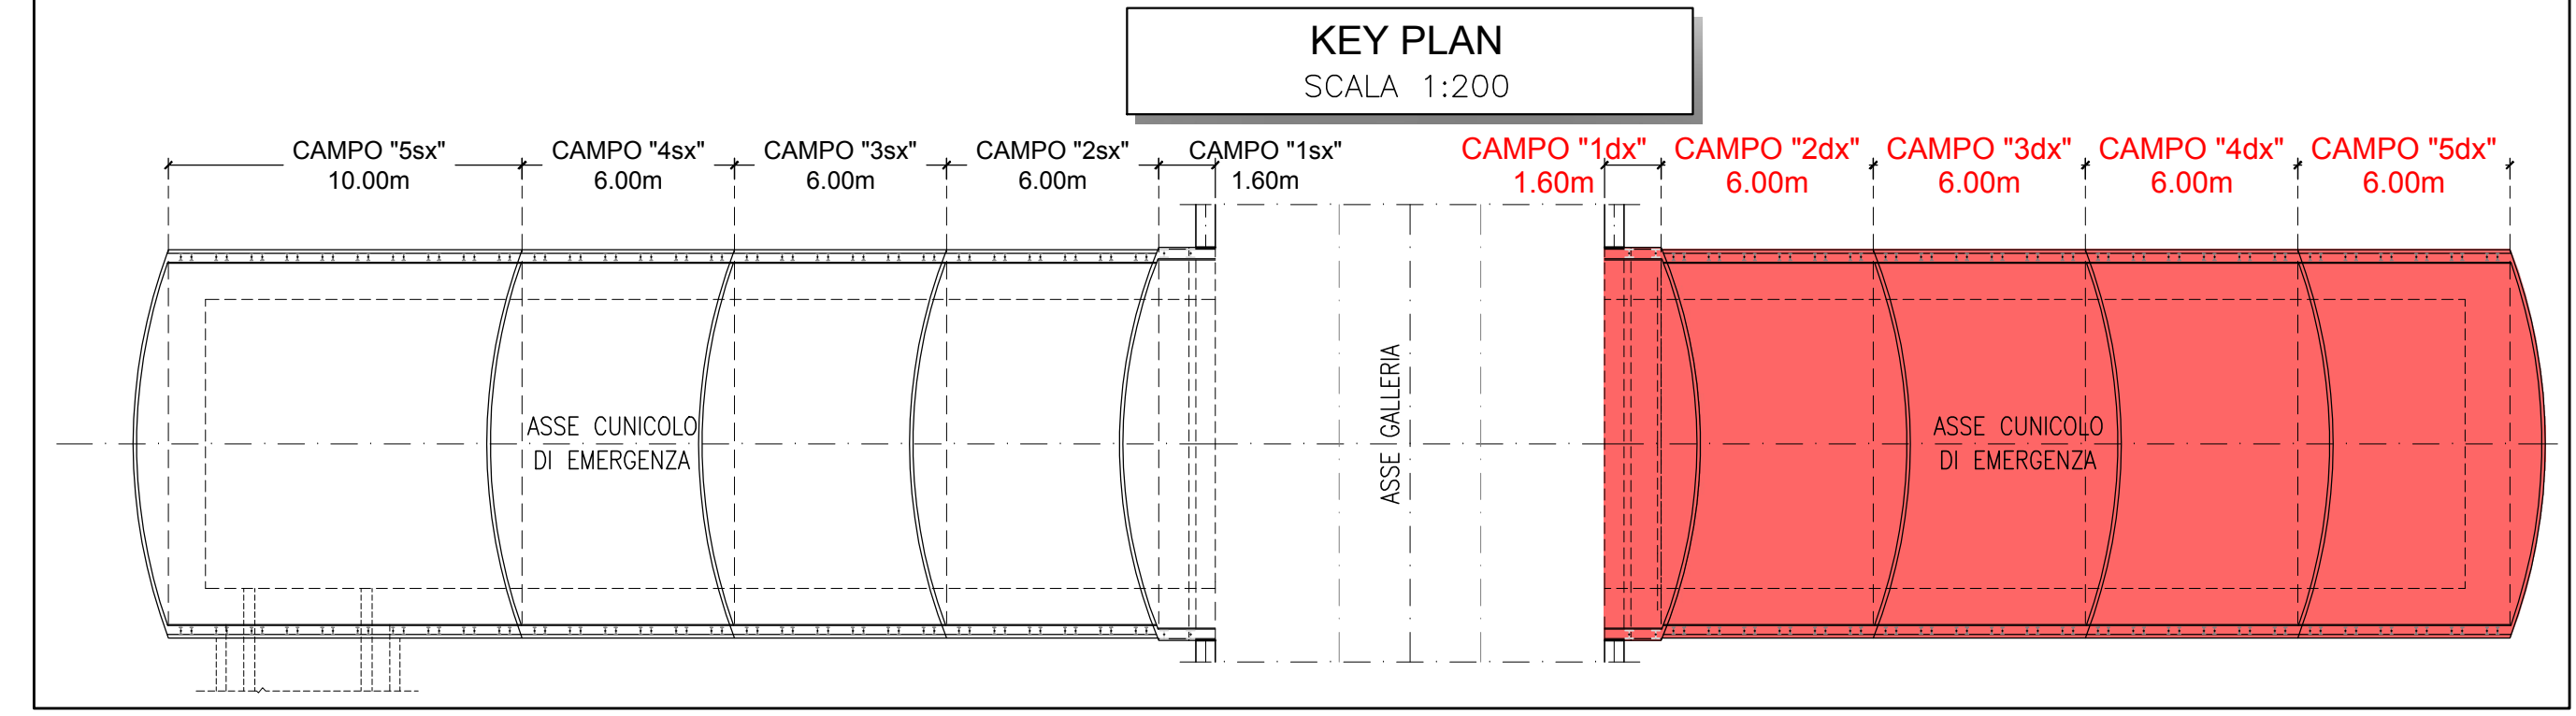 KEY PLAN
SCALA 1:200
CAMPO "5sx"
10.00m
CAMPO "4sx"
6.00m
CAMPO "3sx"
6.00m
CAMPO "2sx"
6.00m
CAMPO "1sx"
1.60m
CAMPO "1dx"
1.60m
CAMPO "2dx"
6.00m
CAMPO "3dx"
6.00m
CAMPO "4dx"
6.00m
CAMPO "5dx"
6.00m
ASSE CUNICOLO
DI EMERGENZA
ASSE GALLERIA
ASSE CUNICOLO
DI EMERGENZA